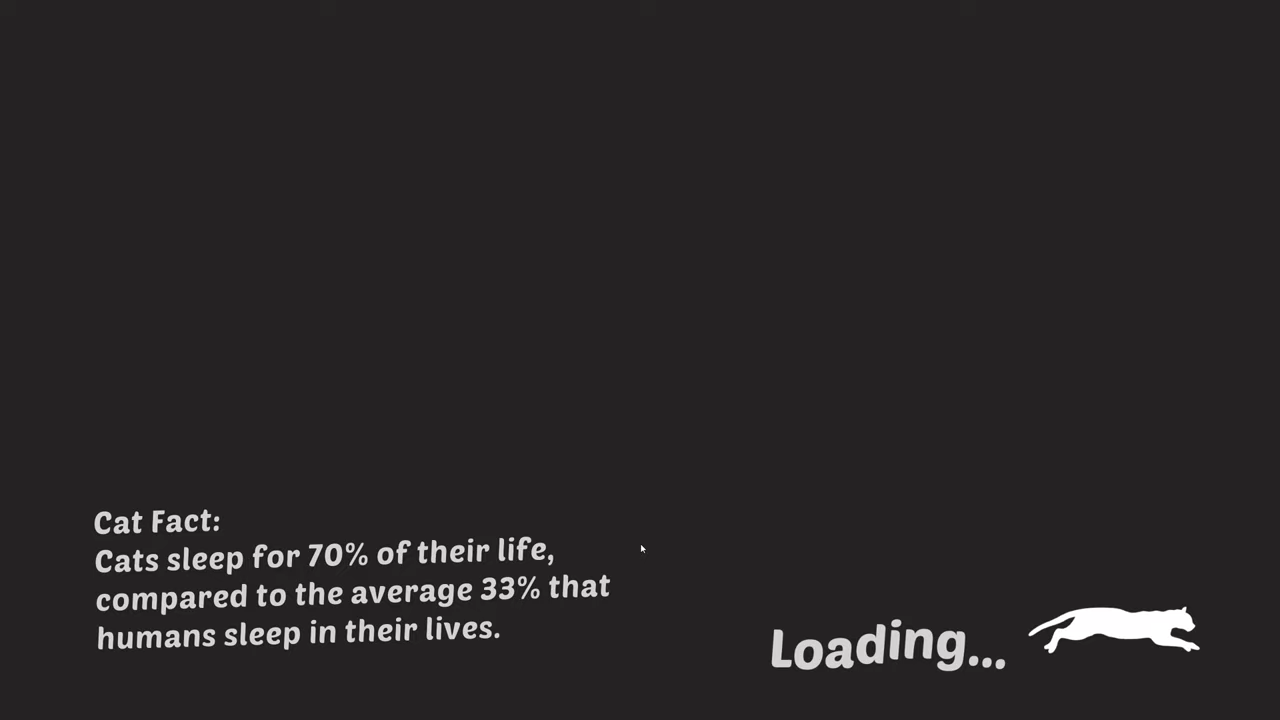 Cat Fact:
Cats sleep for 70% of their life,
compared to the average 33% that
humans sleep in their lives.
Loading...